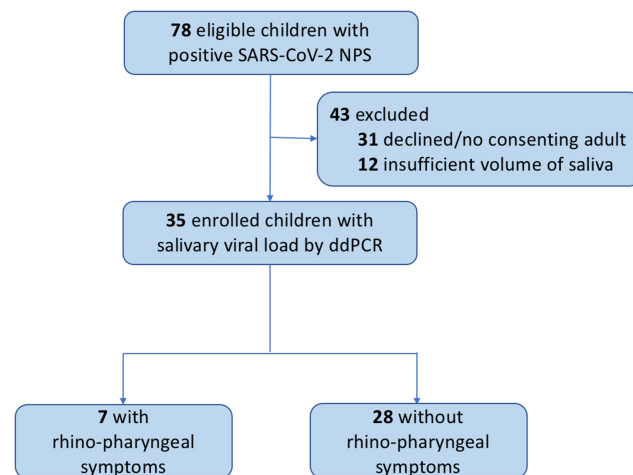 78 eligible children with
positive SARS-CoV-2 NPS
43 excluded
31 declined/no consenting adult
12 insufficient volume of saliva
35 enrolled children with
salivary viral load by ddPCR
7 with
rhino-pharyngeal
symptoms
28 without
rhino-pharyngeal
symptoms